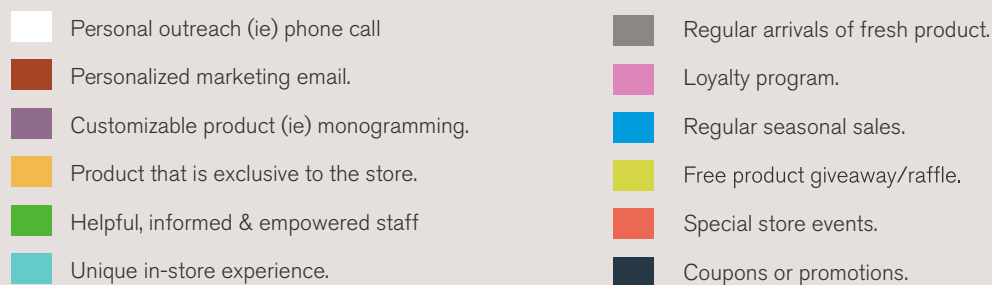 Personal outreach (ie) phone call
Personalized marketing email.
Customizable product (ie) monogramming.
Product that is exclusive to the store.
Helpful, informed & empowered staff
Unique in-store experience.
Regular arrivals of fresh product.
Loyalty program.
Regular seasonal sales.
Free product giveaway/raffle.
Special store events.
Coupons or promotions.